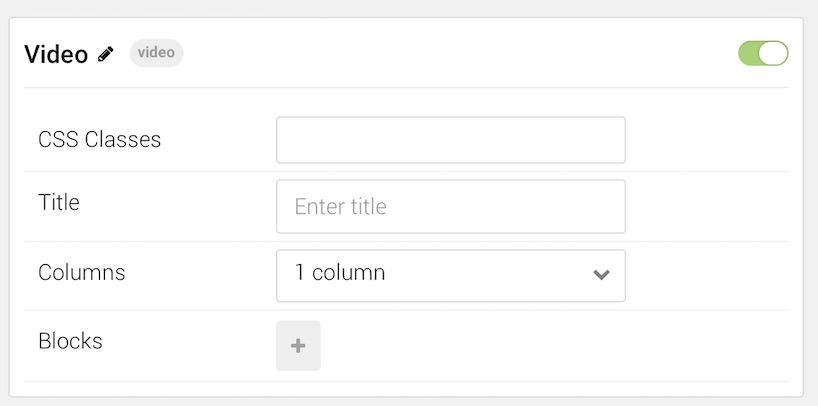 Video video
CSS Classes
Title Enter title
Columns 1 column
Blocks +